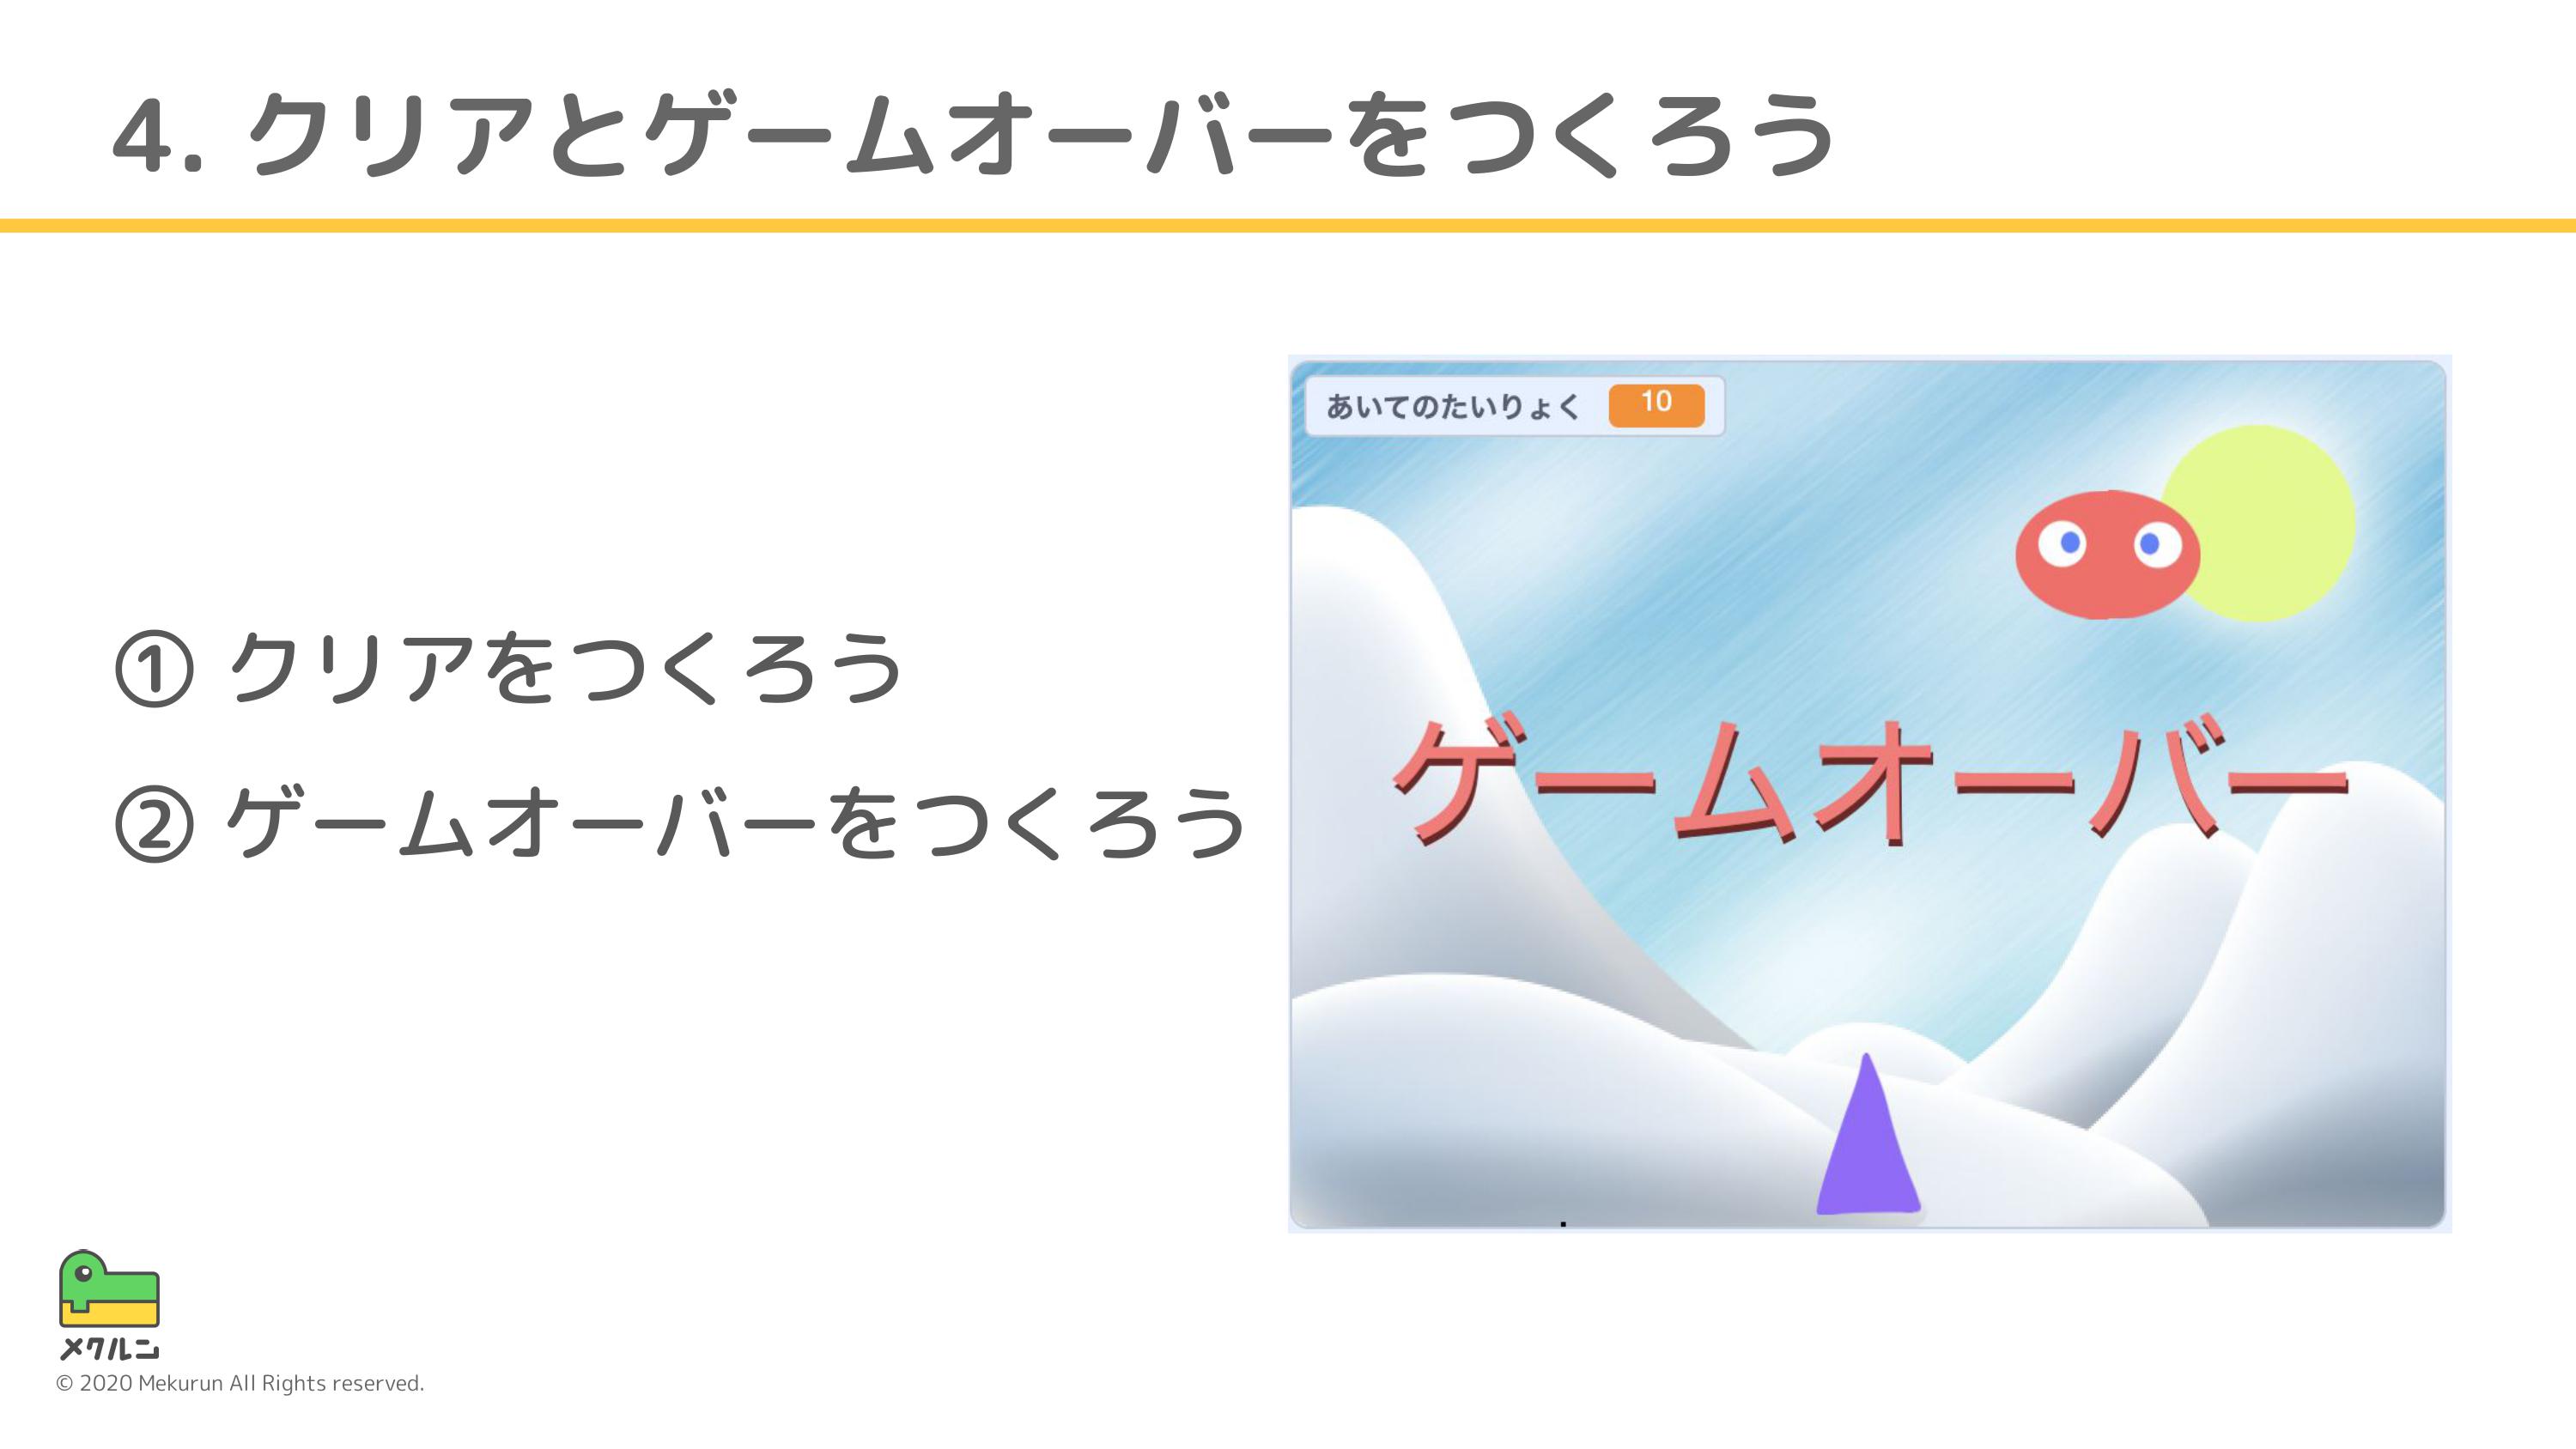 4. クリアとゲームオーバーをつくろう
① クリアをつくろう
② ゲームオーバーをつくろう
あいてのたいりょく 10
ゲームオーバー
メクルン
© 2020 Mekurun All Rights reserved.